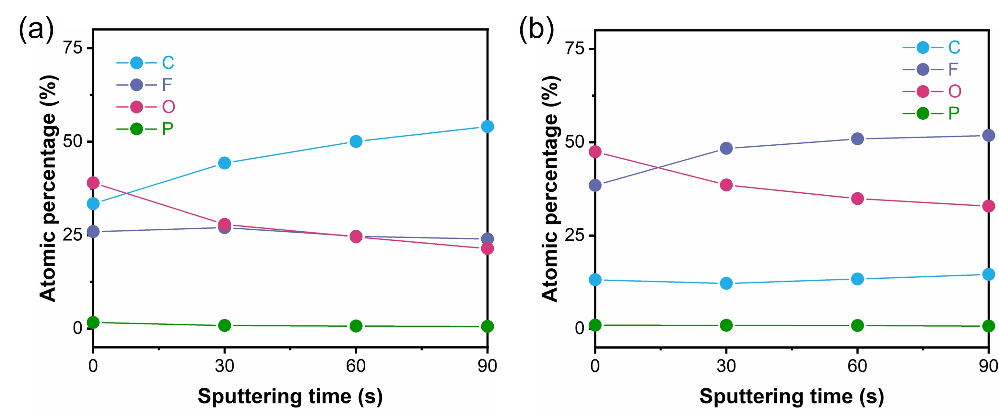 (a)
Atomic percentage (%)
75
50
25
0
C
F
O
P
0 30 60 90
Sputtering time (s)
(b)
Atomic percentage (%)
75
50
25
0
C
F
O
P
0 30 60 90
Sputtering time (s)